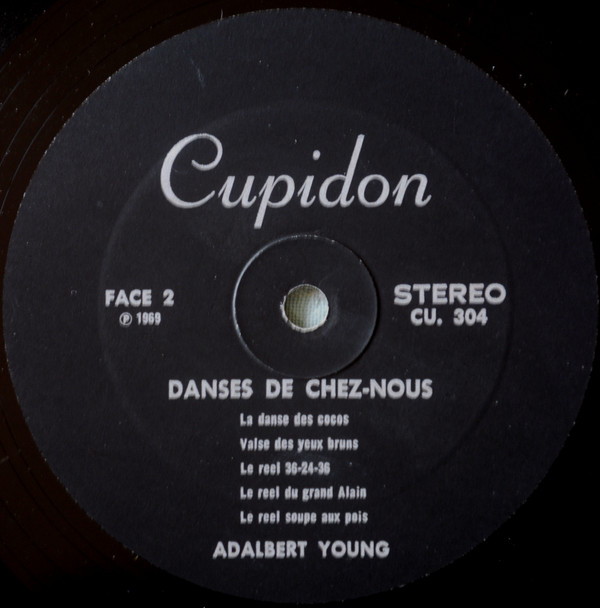 Cupidon
FACE 2
℗ 1969
STEREO
CU. 304
DANSES DE CHEZ-NOUS
La danse des cocos
Valse des yeux bruns
Le reel 36-24-36
Le reel du grand Alain
Le reel soupe aux pois
ADALBERT YOUNG